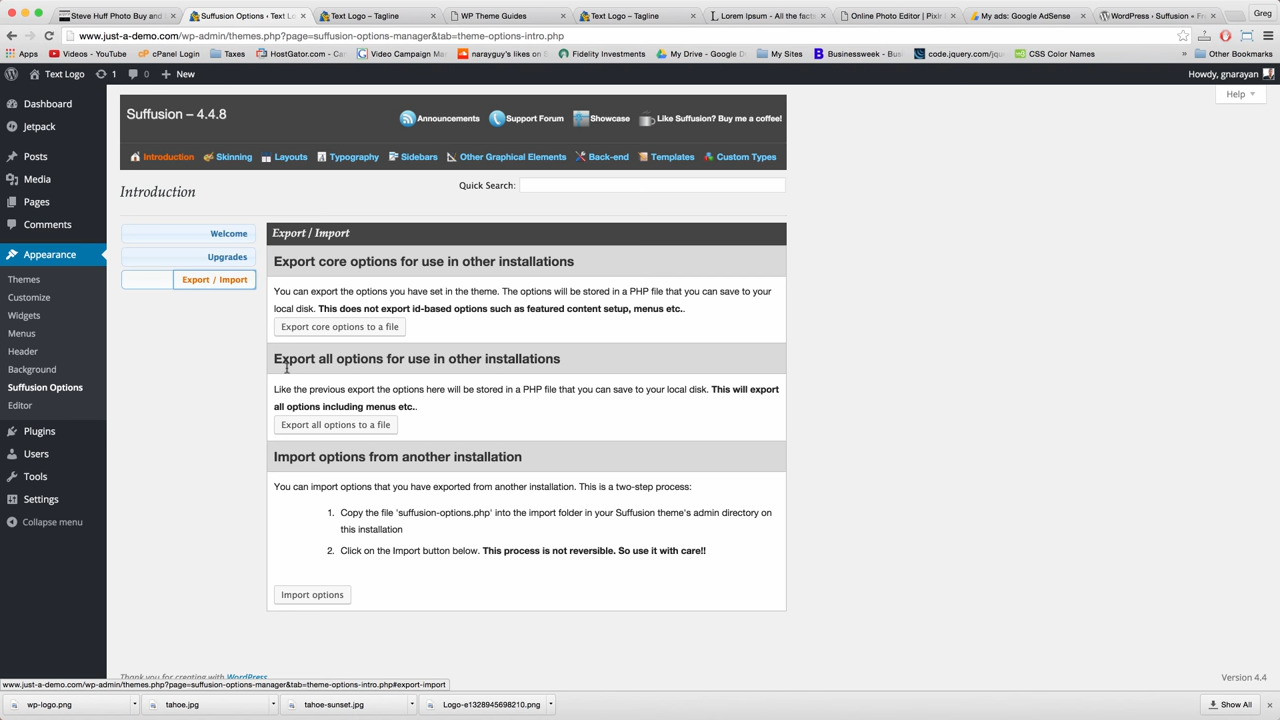 Steve Huff Photo Buy and
Suffusion Options ‹ Text Lo
Text Logo – Tagline
WP Theme Guides
Text Logo – Tagline
Lorem Ipsum - All the facts
Online Photo Editor | Pixlr
My ads: Google AdSense
WordPress › Suffusion « Fre
Greg
www.just-a-demo.com/wp-admin/themes.php?page=suffusion-options-manager&tab=theme-options-intro.php
Apps
Videos - YouTube
cPanel Login
Taxes
HostGator.com -
Video Campaign Ma
narayguy's likes on
Fidelity Investments
My Drive - Google D
My Sites
Businessweek - Bus
code.jquery.com/jqu
CSS Color Names
»
Other Bookmarks
Text Logo
1
0
+ New
Howdy, gnarayan
Help
Dashboard
Jetpack
Posts
Media
Pages
Comments
Appearance
Themes
Customize
Widgets
Menus
Header
Background
Suffusion Options
Editor
Plugins
Users
Tools
Settings
Collapse menu
Suffusion – 4.4.8
Announcements
Support Forum
Showcase
Like Suffusion? Buy me a coffee!
Introduction
Skinning
Layouts
Typography
Sidebars
Other Graphical Elements
Back-end
Templates
Custom Types
Introduction
Quick Search:
Welcome
Upgrades
Export / Import
Export / Import
Export core options for use in other installations
You can export the options you have set in the theme. The options will be stored in a PHP file that you can save to your
local disk. This does not export id-based options such as featured content setup, menus etc..
Export core options to a file
Export all options for use in other installations
Like the previous export the options here will be stored in a PHP file that you can save to your local disk. This will export
all options including menus etc..
Export all options to a file
Import options from another installation
You can import options that you have exported from another installation. This is a two-step process:
1. Copy the file 'suffusion-options.php' into the import folder in your Suffusion theme's admin directory on
this installation
2. Click on the Import button below. This process is not reversible. So use it with care!!
Import options
Thank you for creating with WordPress
Version 4.4
www.just-a-demo.com/wp-admin/themes.php?page=suffusion-options-manager&tab=theme-options-intro.php#export-import
wp-logo.png
tahoe.jpg
tahoe-sunset.jpg
Logo-e1328945698210.png
Show All